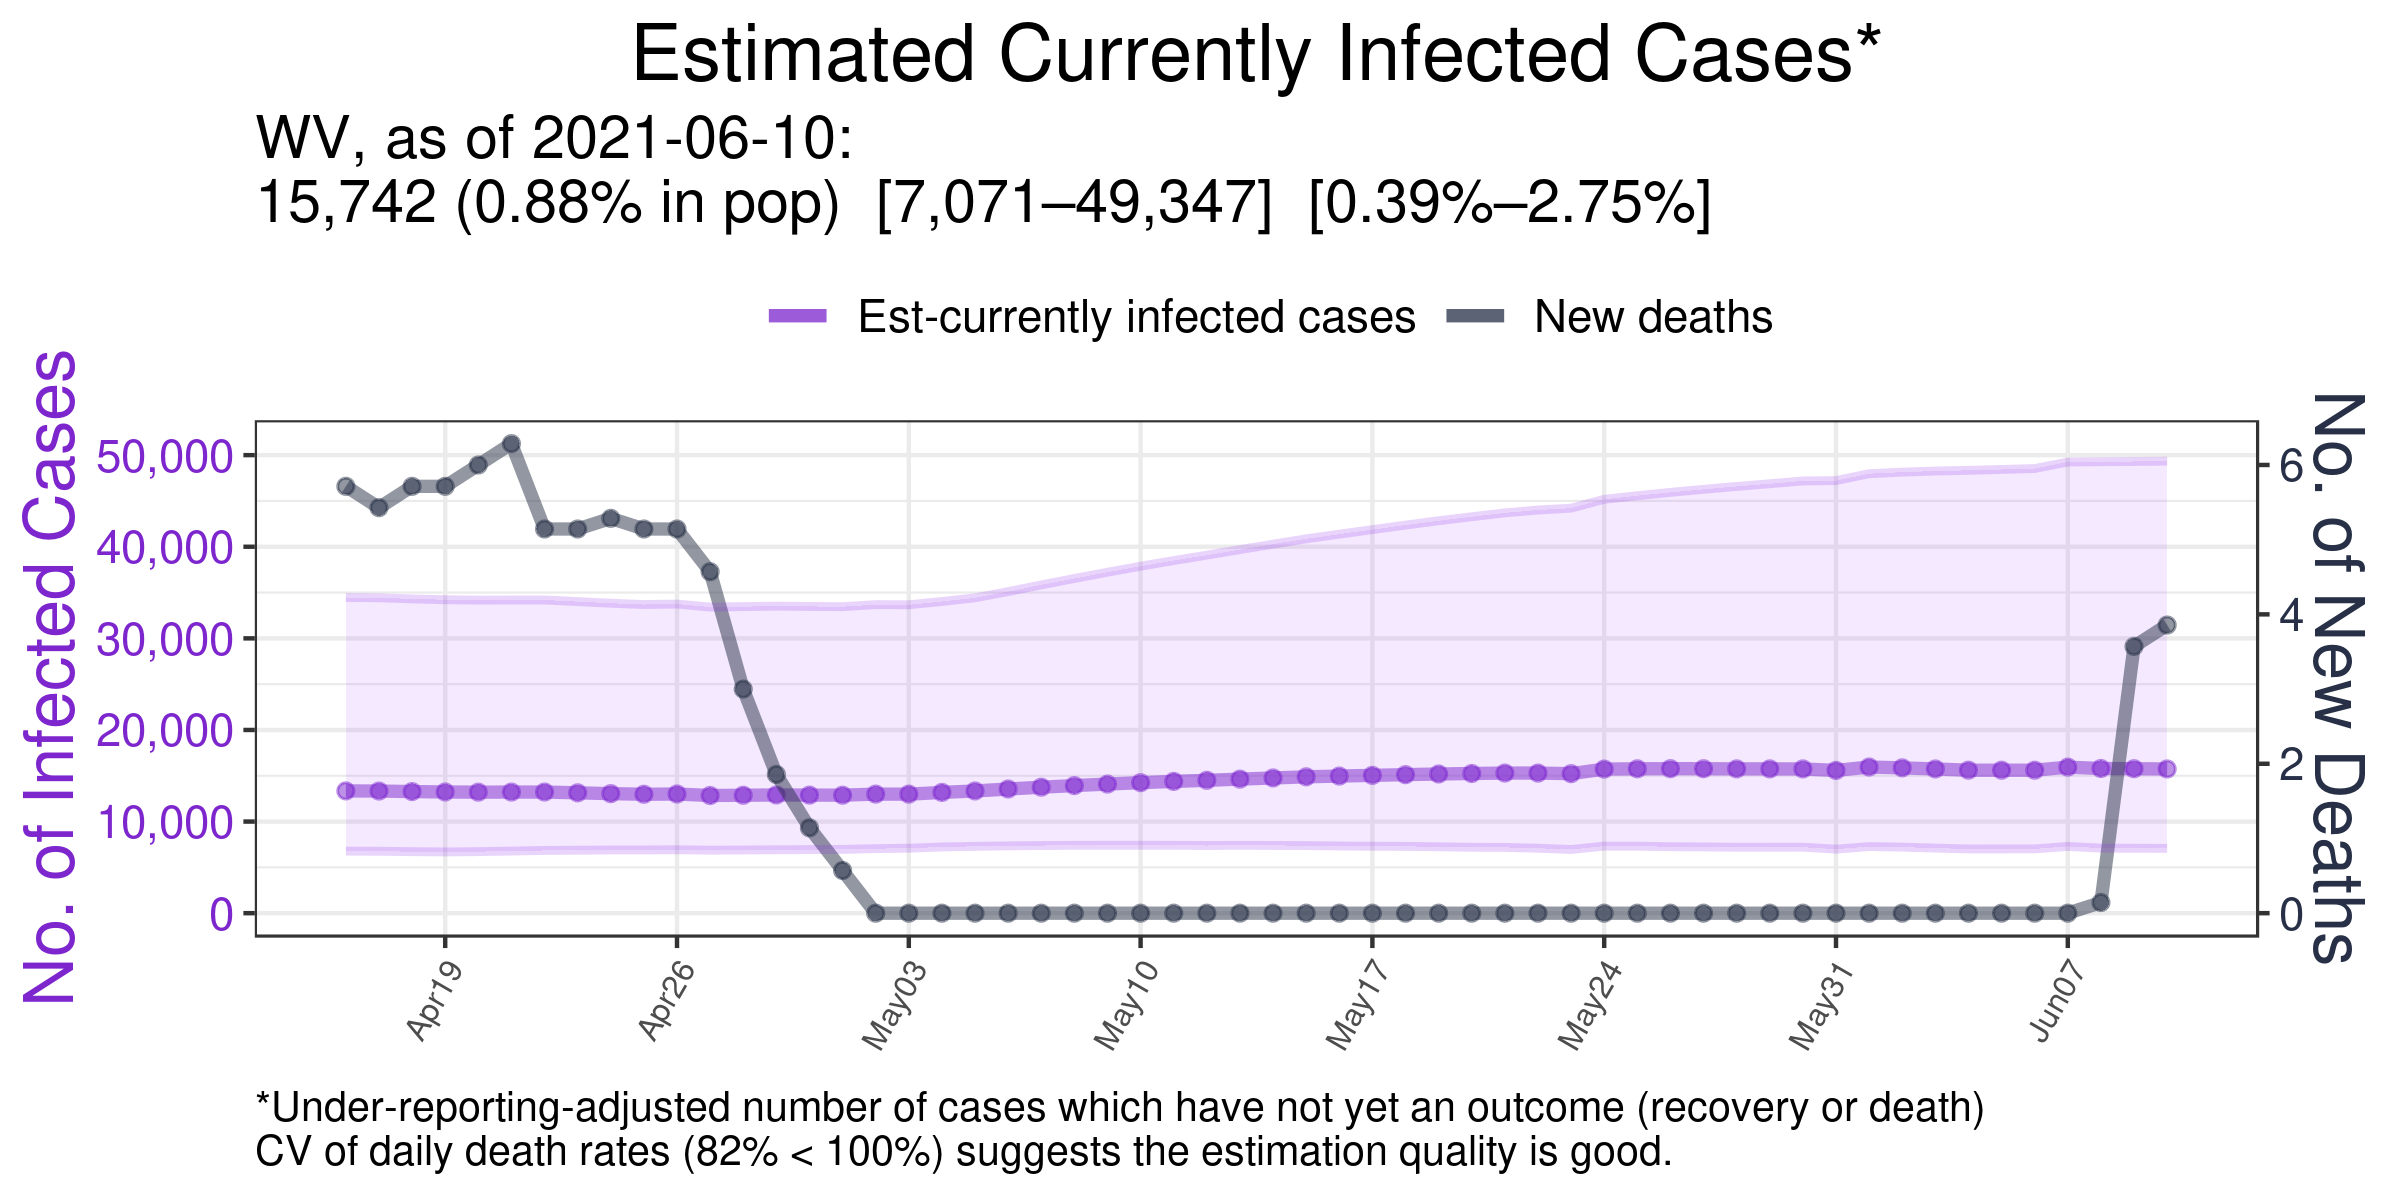 Estimated Currently Infected Cases*
WV, as of 2021-06-10:
15,742 (0.88% in pop)  [7,071–49,347]  [0.39%–2.75%]
Est-currently infected cases
New deaths
No. of Infected Cases
50,000
40,000
30,000
20,000
10,000
0
6
4
2
0
No. of New Deaths
Apr19
Apr26
May03
May10
May17
May24
May31
Jun07
*Under-reporting-adjusted number of cases which have not yet an outcome (recovery or death)
CV of daily death rates (82% < 100%) suggests the estimation quality is good.